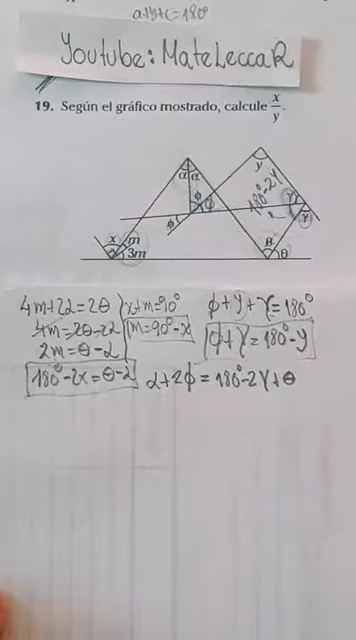 a+y+c=180°
Youtube: MateLeccaR
19. Según el gráfico mostrado, calcule x/y.
y
α α
180°-2γ
ϕ
ϕ ϕ
γ
γ
x m
3m
θ θ
4m+2α=2θ
x+m=90°
ϕ+y+γ=180°
4m=2θ-2α
m=90°-x
ϕ+γ=180°-y
2m=θ-α
180°-2x=θ-α
α+2ϕ=180°-2γ+θ